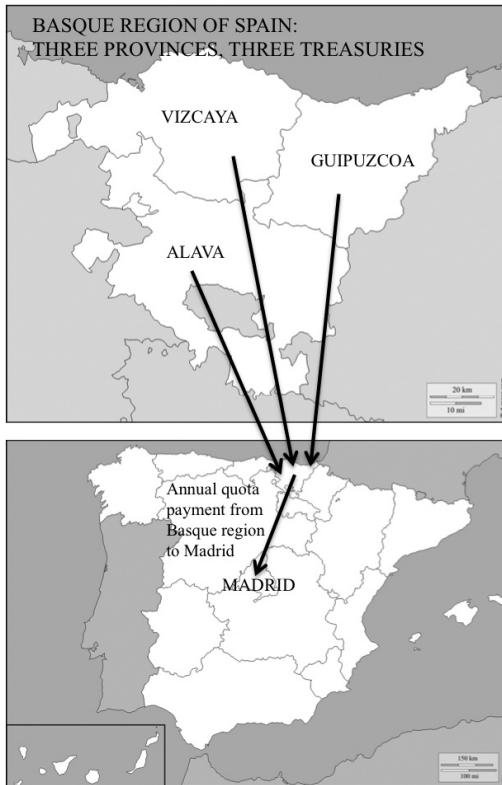 BASQUE REGION OF SPAIN:
THREE PROVINCES, THREE TREASURIES
VIZCAYA
GUIPUZCOA
ALAVA
20 km
10 mi
Annual quota
payment from
Basque region
to Madrid
MADRID
150 km
100 mi